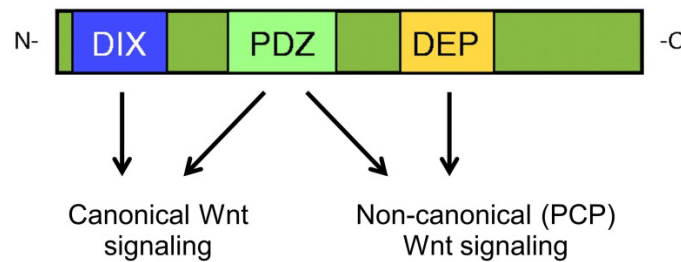 N- DIX PDZ DEP -C
Canonical Wnt
signaling
Non-canonical (PCP)
Wnt signaling